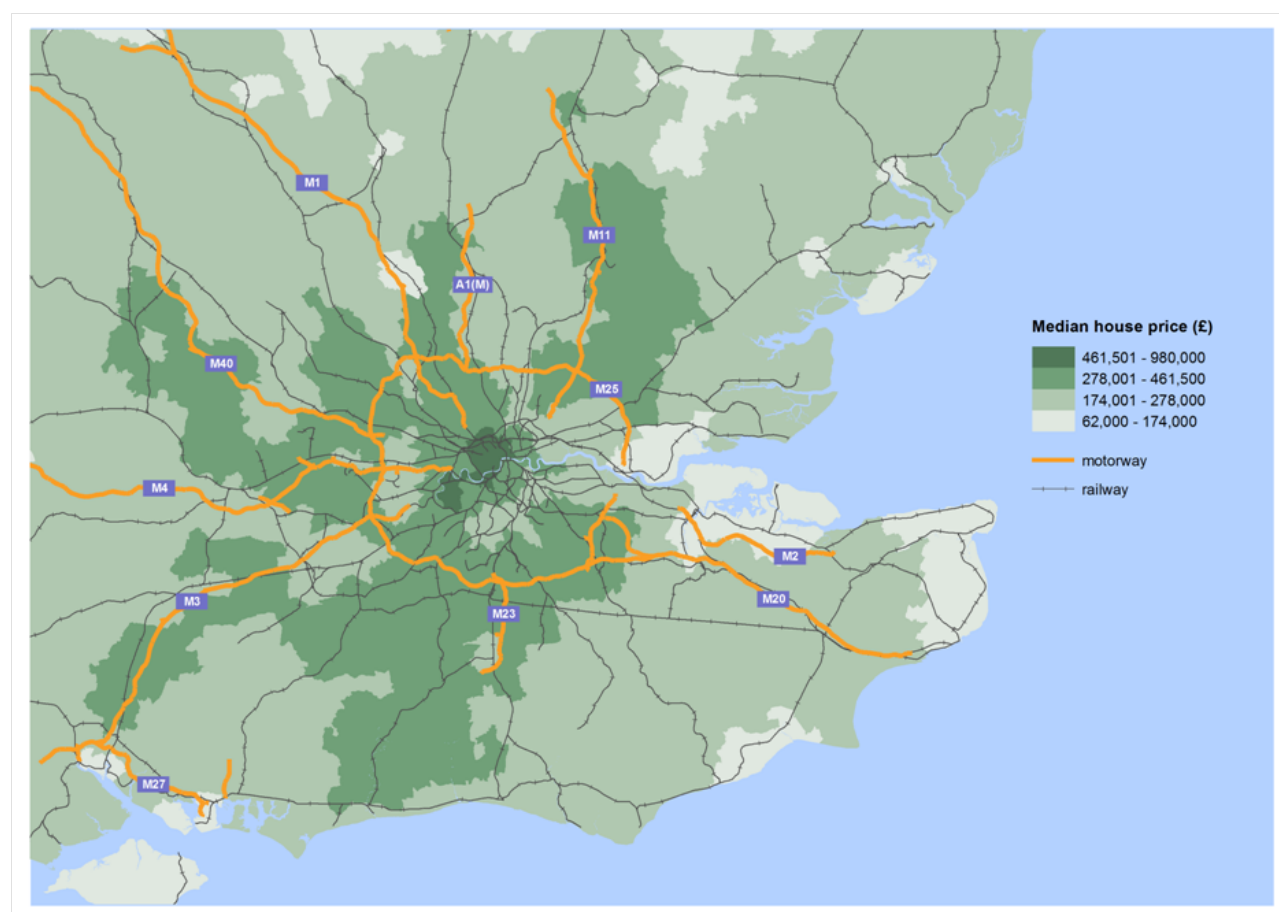 M1
M11
A1(M)
M40
M25
M4
M2
M3
M20
M23
M27
Median house price (£)
461,501 - 980,000
278,001 - 461,500
174,001 - 278,000
62,000 - 174,000
motorway
railway